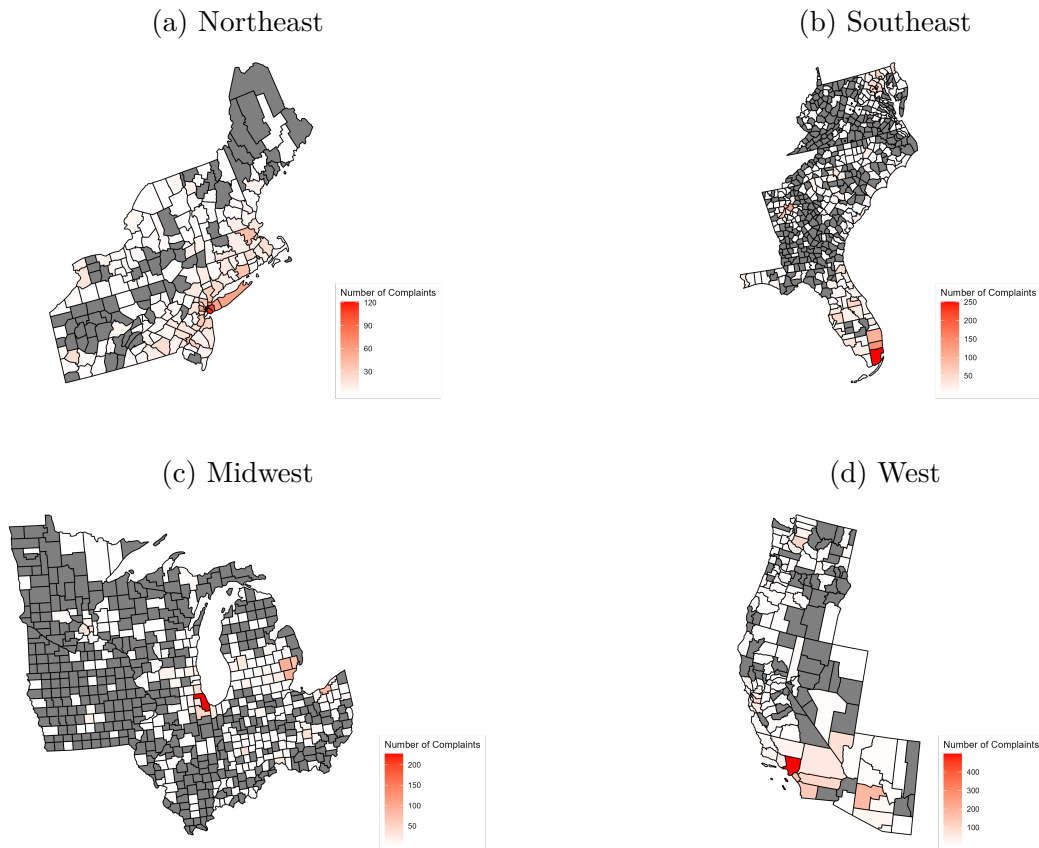 (a) Northeast
Number of Complaints
120
90
60
30
(b) Southeast
Number of Complaints
250
200
150
100
50
(c) Midwest
Number of Complaints
200
150
100
50
(d) West
Number of Complaints
400
300
200
100